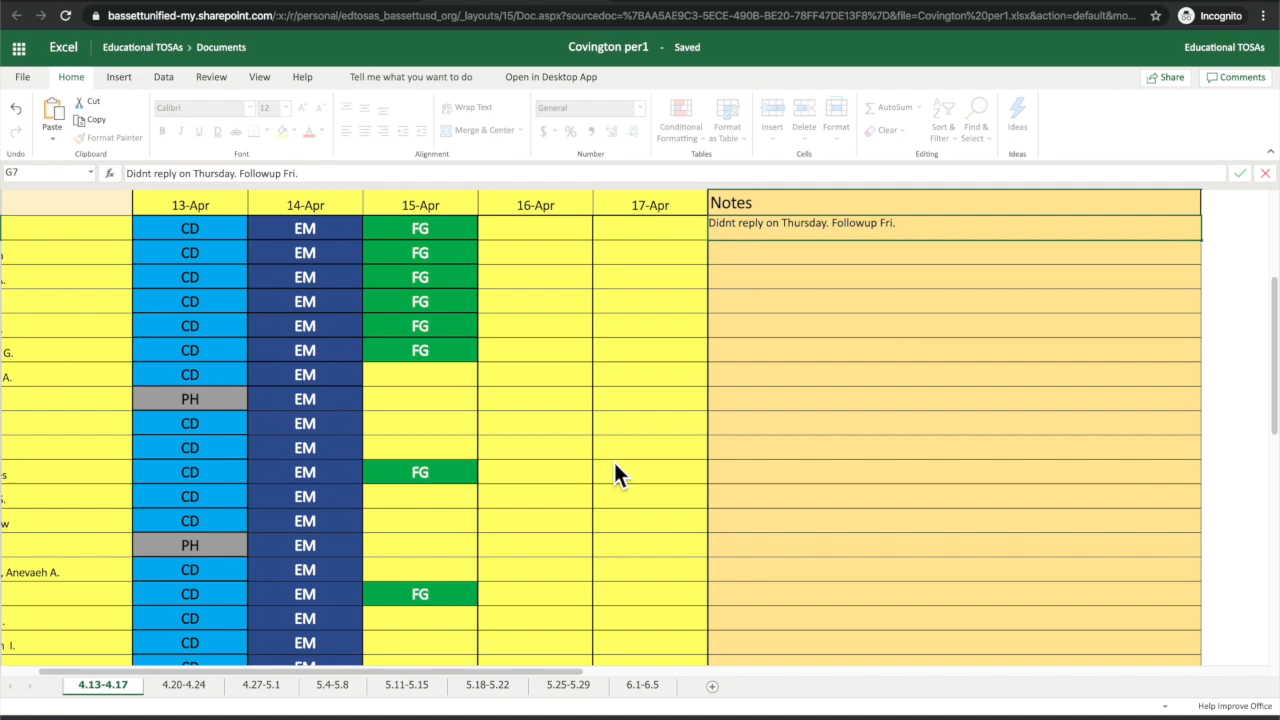 bassettunified-my.sharepoint.com/:x:/r/personal/edtosas_bassettusd_org/_layouts/15/Doc.aspx?sourcedoc=%7BAA5AE9C3-5ECE-490B-BE20-78FF47DE13F8%7D&file=Covington%20per1.xlsx&action=default&mo... Incognito
Excel Educational TOSAs > Documents Covington per1 - Saved Educational TOSAs
File Home Insert Data Review View Help Tell me what you want to do Open in Desktop App Share Comments
Cut Calibri 12 A^ A˅ Wrap Text General AutoSum
Paste Copy Conditional Formatting Format as Table Insert Delete Format Sort & Filter Find & Select Ideas
Format Painter B I U D ab A Merge & Center $ % Clear
Undo Clipboard Font Alignment Number Tables Cells Editing Ideas
G7 fx Didnt reply on Thursday. Followup Fri.
13-Apr 14-Apr 15-Apr 16-Apr 17-Apr Notes
CD EM FG Didnt reply on Thursday. Followup Fri.
CD EM FG
CD EM FG
CD EM FG
CD EM FG
G. CD EM FG
A. CD EM
PH EM
CD EM
CD EM
es CD EM FG
CD EM
w CD EM
PH EM
, Anevaeh A. CD EM
CD EM FG
CD EM
I. CD EM
CD EM
4.13-4.17 4.20-4.24 4.27-5.1 5.4-5.8 5.11-5.15 5.18-5.22 5.25-5.29 6.1-6.5
Help Improve Office